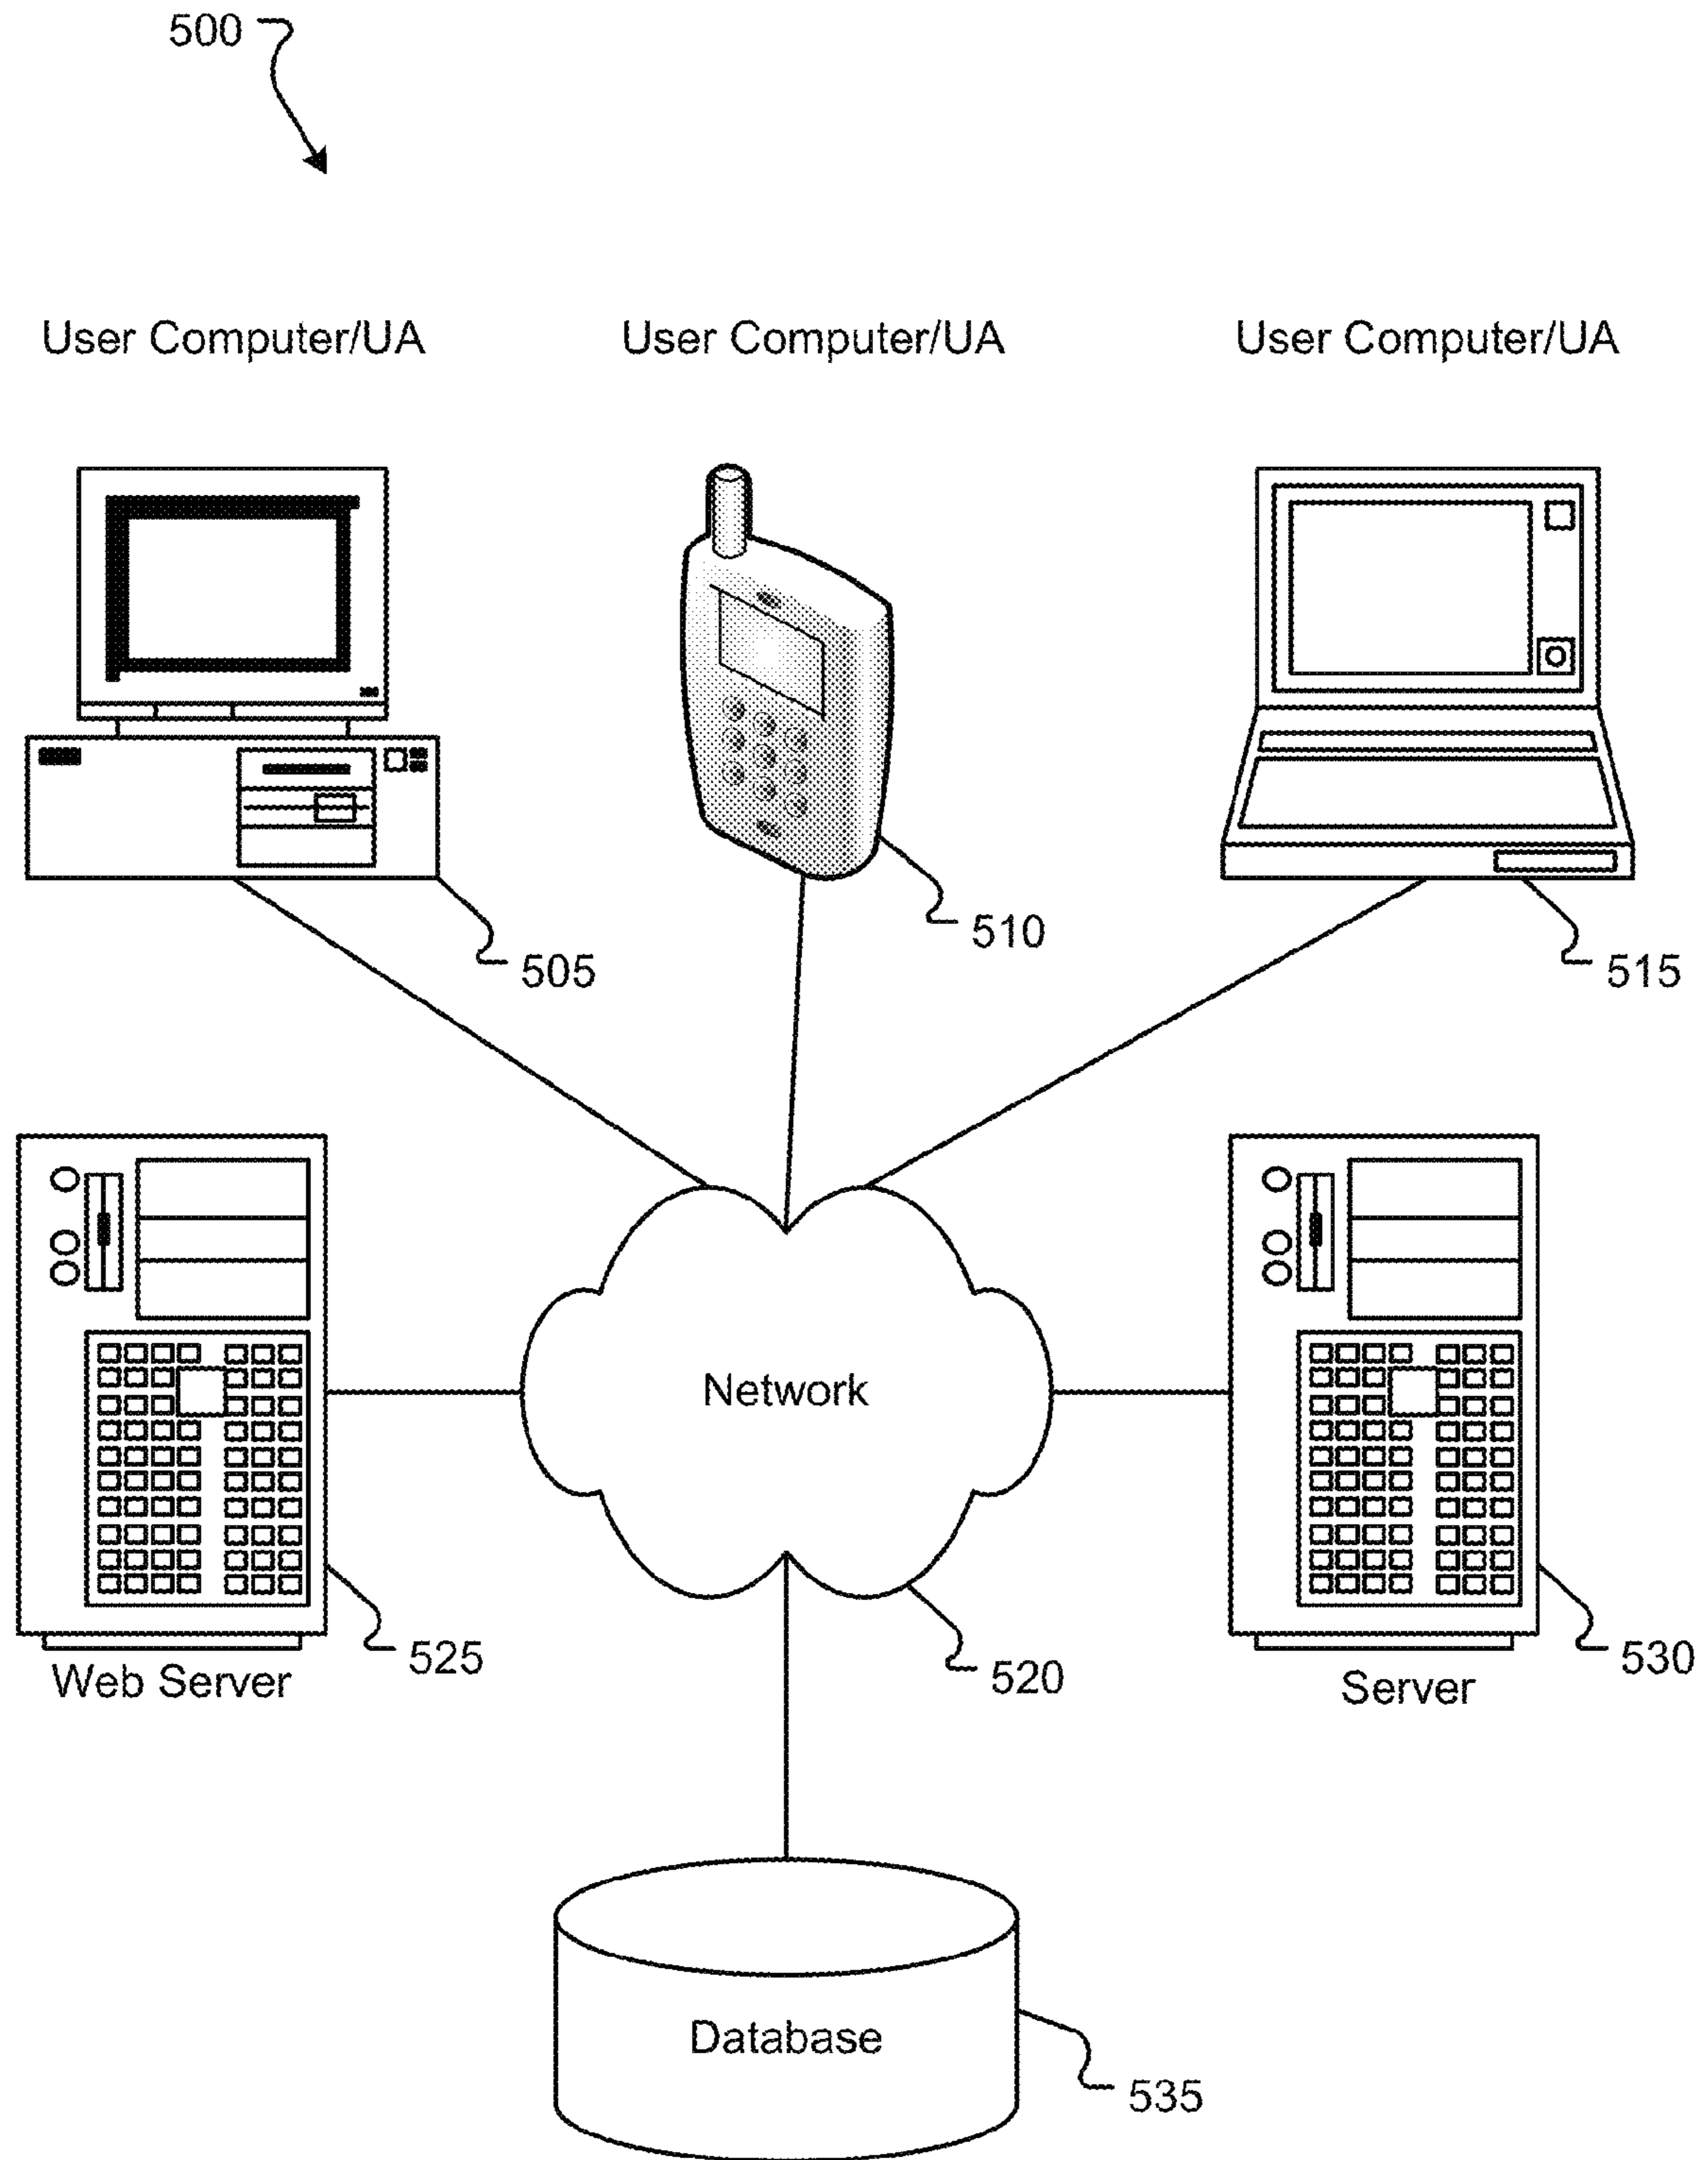 500
User Computer/UA
User Computer/UA
User Computer/UA
510
505
515
Network
525
520
530
Web Server
Server
Database
535